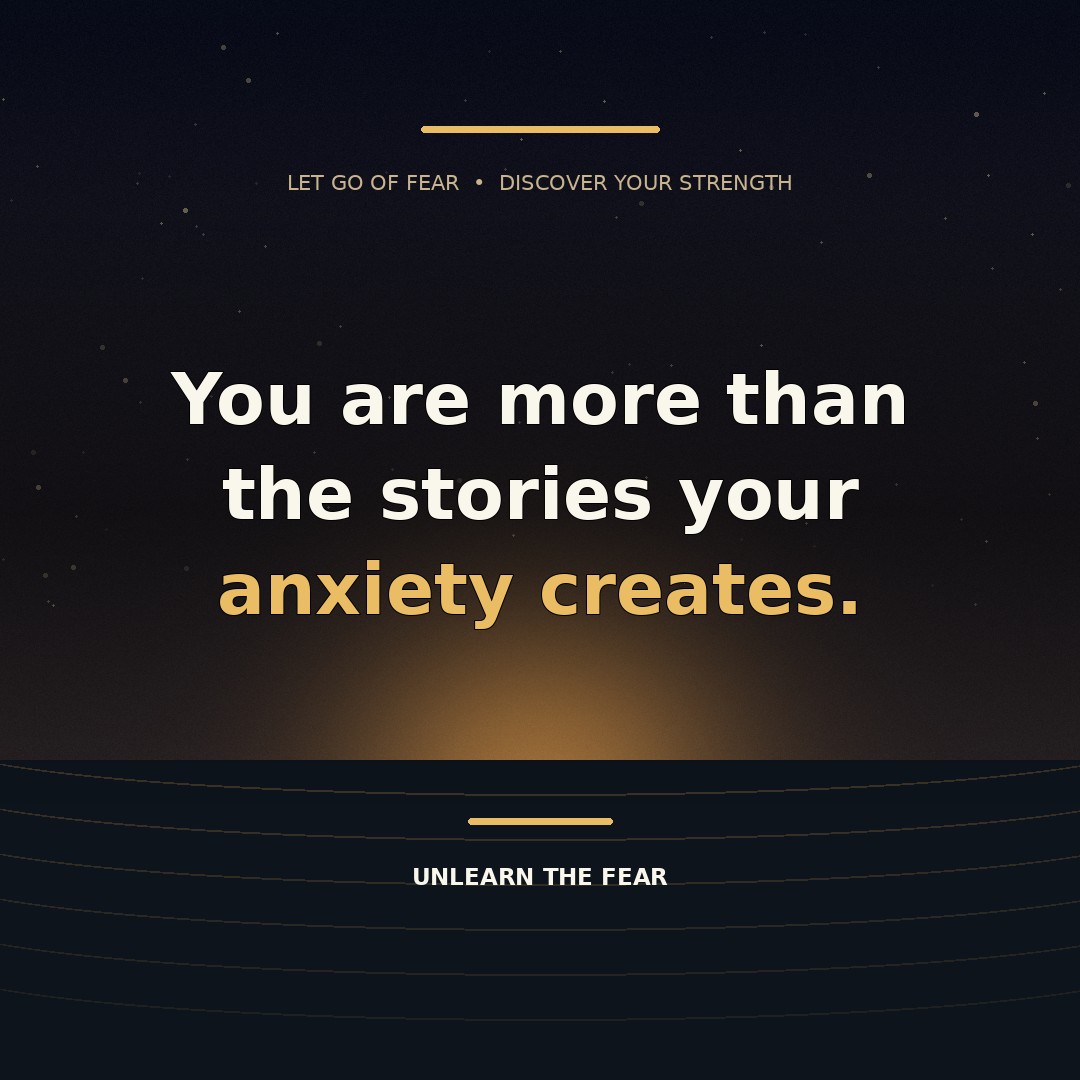 LET GO OF FEAR • DISCOVER YOUR STRENGTH
You are more than
the stories your
anxiety creates.
UNLEARN THE FEAR